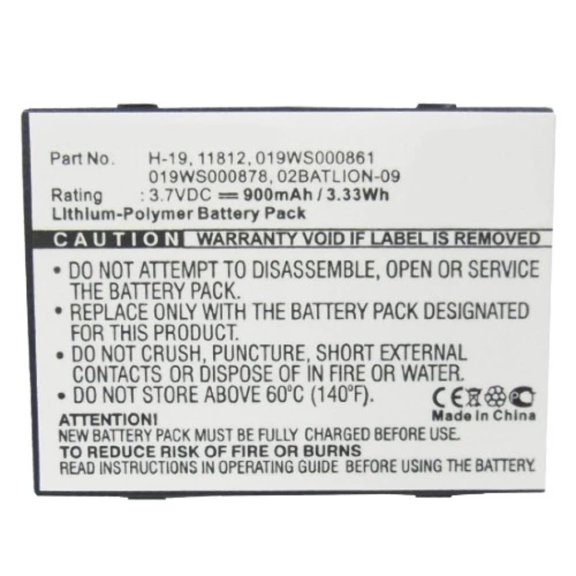 Part No. H-19, 11812, 019WS000861
019WS000878, 02BATLION-09
Rating : 3.7VDC ⎓ 900mAh / 3.33Wh
Lithium-Polymer Battery Pack
CAUTION WARRANTY VOID IF LABEL IS REMOVED
• DO NOT ATTEMPT TO DISASSEMBLE, OPEN OR SERVICE
THE BATTERY PACK.
• REPLACE ONLY WITH THE BATTERY PACK DESIGNATED
FOR THIS PRODUCT.
• DO NOT CRUSH, PUNCTURE, SHORT EXTERNAL
CONTACTS OR DISPOSE OF IN FIRE OR WATER.
• DO NOT STORE ABOVE 60°C (140°F).
CE
Made in China
ATTENTION!
NEW BATTERY PACK MUST BE FULLY CHARGED BEFORE USE.
TO REDUCE RISK OF FIRE OR BURNS
READ INSTRUCTIONS IN OPERATING GUIDE BEFORE USING THE BATTERY.